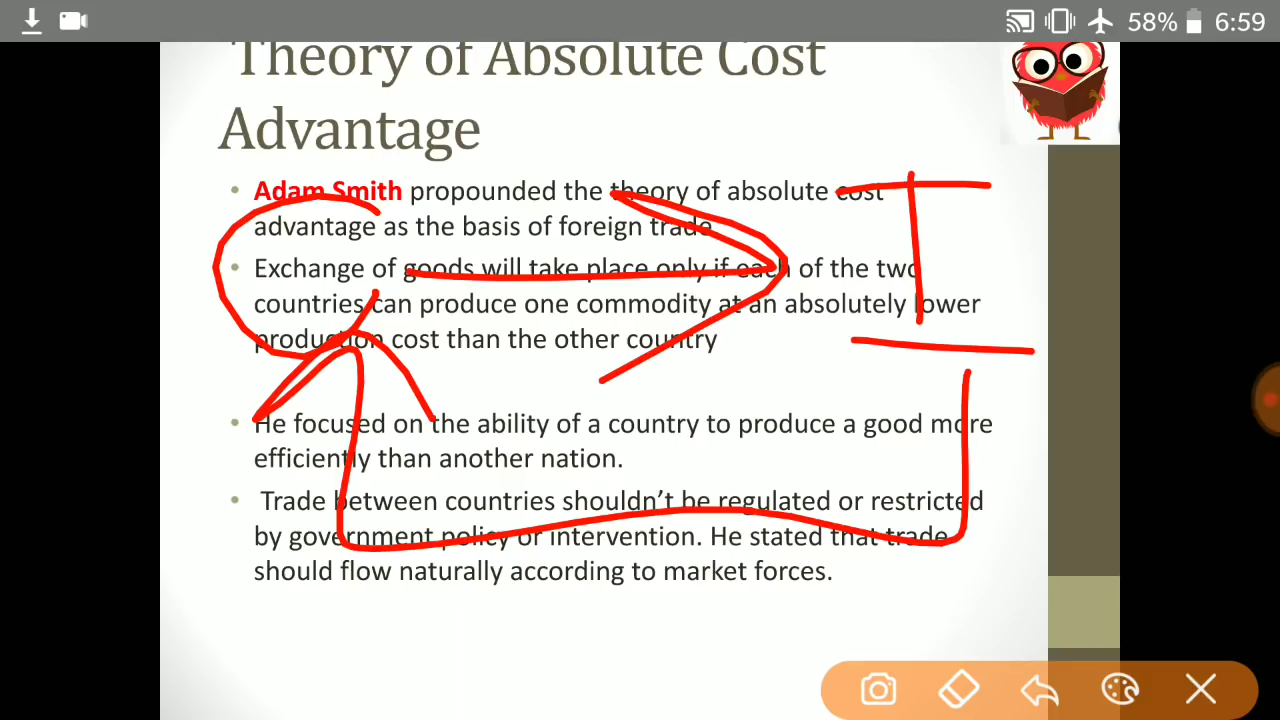 58% 6:59
Theory of Absolute Cost
Advantage
• Adam Smith propounded the theory of absolute cost
advantage as the basis of foreign trade
• Exchange of goods will take place only if each of the two
countries can produce one commodity at an absolutely lower
production cost than the other country
• He focused on the ability of a country to produce a good more
efficiently than another nation.
• Trade between countries shouldn't be regulated or restricted
by government policy or intervention. He stated that trade
should flow naturally according to market forces.